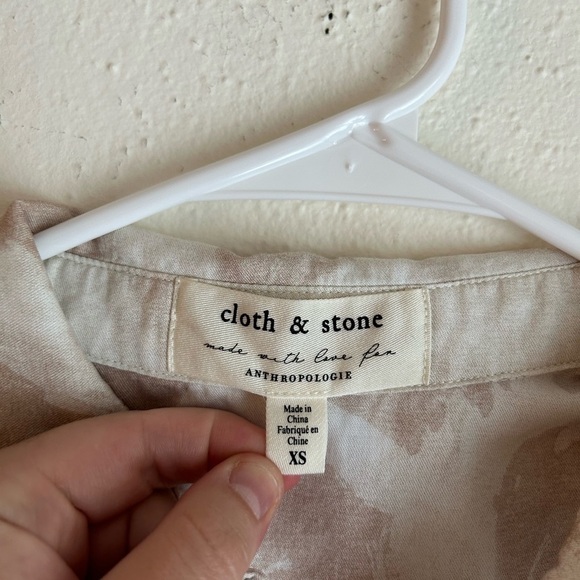 cloth & stone
made with love for
ANTHROPOLOGIE
Made in
China
Fabriqué en
Chine
XS